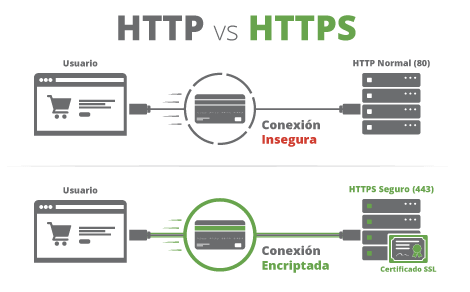 HTTP vs HTTPS
Usuario
HTTP Normal (80)
Conexión
Insegura
Usuario
HTTPS Seguro (443)
Conexión
Encriptada
Certificado SSL